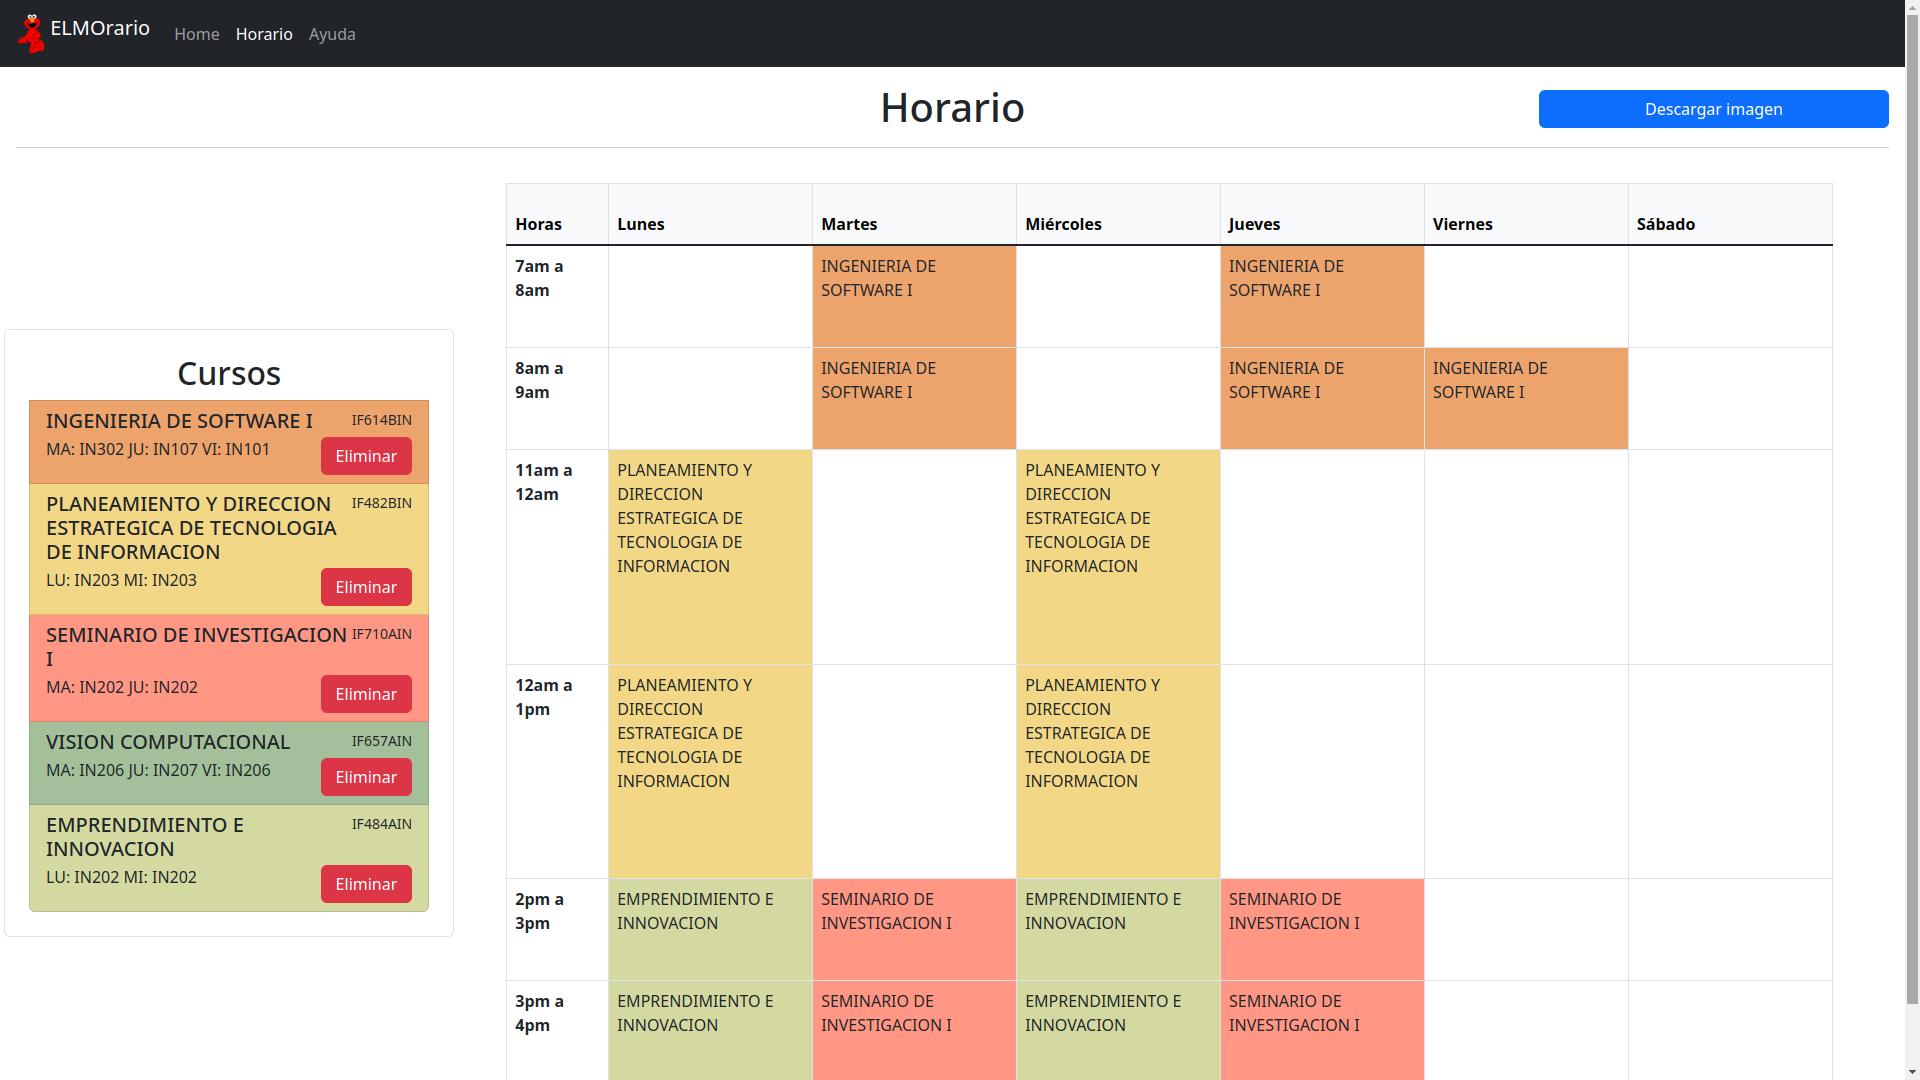 ELMOrario Home Horario Ayuda
Horario
Descargar imagen
Cursos
INGENIERIA DE SOFTWARE I IF614BIN
MA: IN302 JU: IN107 VI: IN101 Eliminar
PLANEAMIENTO Y DIRECCION IF482BIN
ESTRATEGICA DE TECNOLOGIA
DE INFORMACION
LU: IN203 MI: IN203 Eliminar
SEMINARIO DE INVESTIGACION IF710AIN
I
MA: IN202 JU: IN202 Eliminar
VISION COMPUTACIONAL IF657AIN
MA: IN206 JU: IN207 VI: IN206 Eliminar
EMPRENDIMIENTO E IF484AIN
INNOVACION
LU: IN202 MI: IN202 Eliminar
Horas Lunes Martes Miércoles Jueves Viernes Sábado
7am a INGENIERIA DE INGENIERIA DE
8am SOFTWARE I SOFTWARE I
8am a INGENIERIA DE INGENIERIA DE INGENIERIA DE
9am SOFTWARE I SOFTWARE I SOFTWARE I
11am a PLANEAMIENTO Y PLANEAMIENTO Y
12am DIRECCION DIRECCION
ESTRATEGICA DE ESTRATEGICA DE
TECNOLOGIA DE TECNOLOGIA DE
INFORMACION INFORMACION
12am a PLANEAMIENTO Y PLANEAMIENTO Y
1pm DIRECCION DIRECCION
ESTRATEGICA DE ESTRATEGICA DE
TECNOLOGIA DE TECNOLOGIA DE
INFORMACION INFORMACION
2pm a EMPRENDIMIENTO E SEMINARIO DE EMPRENDIMIENTO E SEMINARIO DE
3pm INNOVACION INVESTIGACION I INNOVACION INVESTIGACION I
3pm a EMPRENDIMIENTO E SEMINARIO DE EMPRENDIMIENTO E SEMINARIO DE
4pm INNOVACION INVESTIGACION I INNOVACION INVESTIGACION I